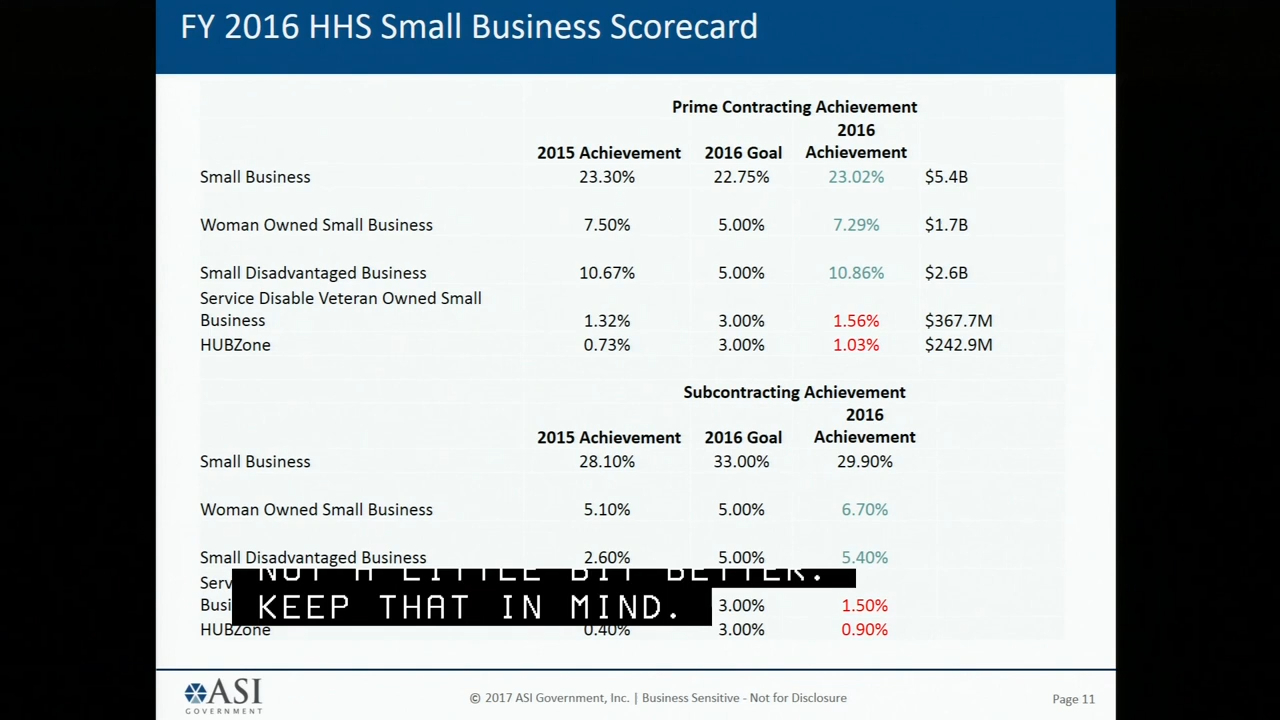 FY 2016 HHS Small Business Scorecard
Prime Contracting Achievement
2015 Achievement 2016 Goal 2016 Achievement
Small Business 23.30% 22.75% 23.02% $5.4B
Woman Owned Small Business 7.50% 5.00% 7.29% $1.7B
Small Disadvantaged Business 10.67% 5.00% 10.86% $2.6B
Service Disable Veteran Owned Small
Business 1.32% 3.00% 1.56% $367.7M
HUBZone 0.73% 3.00% 1.03% $242.9M
Subcontracting Achievement
2015 Achievement 2016 Goal 2016 Achievement
Small Business 28.10% 33.00% 29.90%
Woman Owned Small Business 5.10% 5.00% 6.70%
Small Disadvantaged Business 2.60% 5.00% 5.40%
NOT A LITTLE BIT BETTER.
KEEP THAT IN MIND.
3.00% 1.50%
HUBZone 0.40% 3.00% 0.90%
ASI
GOVERNMENT
© 2017 ASI Government, Inc. | Business Sensitive - Not for Disclosure
Page 11